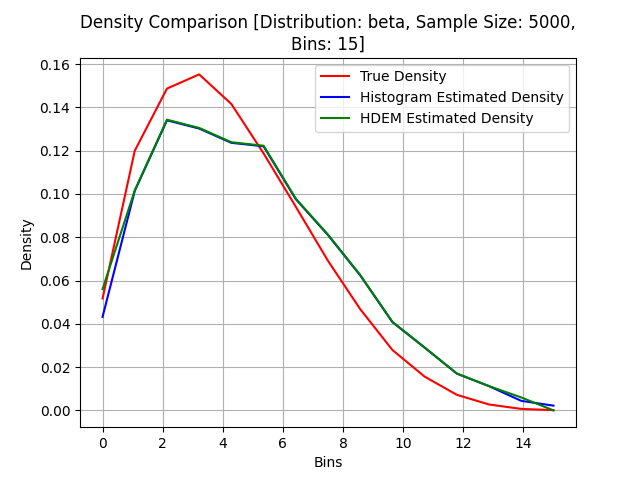 Density Comparison [Distribution: beta, Sample Size: 5000,
Bins: 15]
True Density
Histogram Estimated Density
HDEM Estimated Density
Density
0.16
0.14
0.12
0.10
0.08
0.06
0.04
0.02
0.00
0 2 4 6 8 10 12 14
Bins